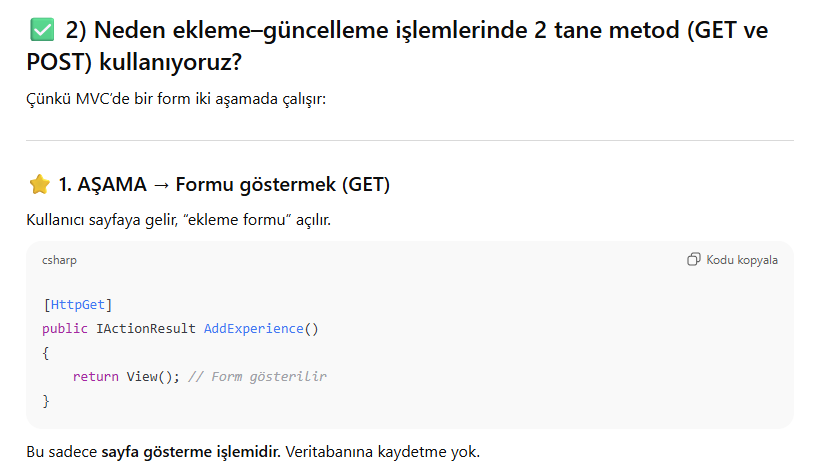 ✅ 2) Neden ekleme–güncelleme işlemlerinde 2 tane metod (GET ve
POST) kullanıyoruz?
Çünkü MVC’de bir form iki aşamada çalışır:
⭐ 1. AŞAMA → Formu göstermek (GET)
Kullanıcı sayfaya gelir, “ekleme formu” açılır.
csharp
Kodu kopyala
[HttpGet]
public IActionResult AddExperience()
{
    return View(); // Form gösterilir
}
Bu sadece sayfa gösterme işlemidir. Veritabanına kaydetme yok.